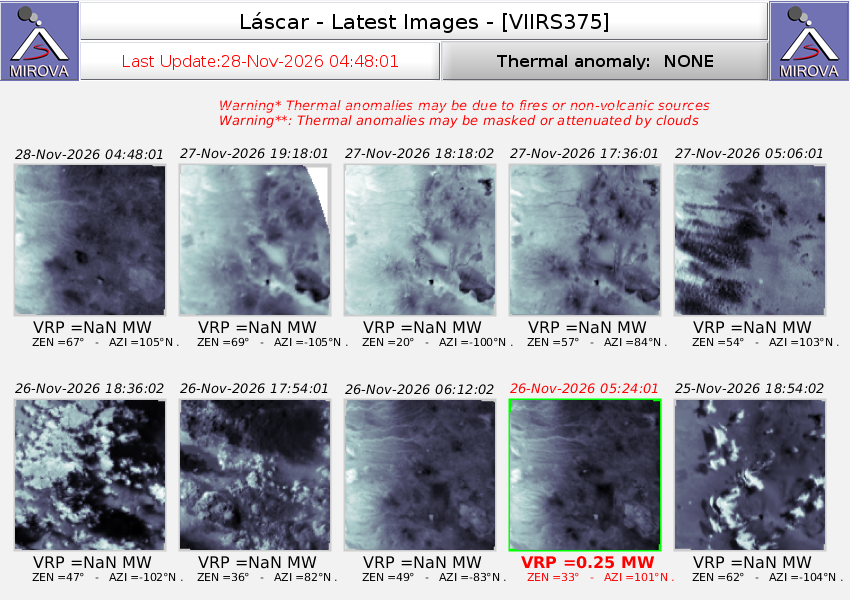 Láscar - Latest Images - [VIIRS375]
MIROVA
Last Update:28-Nov-2026 04:48:01
Thermal anomaly: NONE
MIROVA
Warning* Thermal anomalies may be due to fires or non-volcanic sources
Warning**: Thermal anomalies may be masked or attenuated by clouds
28-Nov-2026 04:48:01
27-Nov-2026 19:18:01
27-Nov-2026 18:18:02
27-Nov-2026 17:36:01
27-Nov-2026 05:06:01
VRP =NaN MW
VRP =NaN MW
VRP =NaN MW
VRP =NaN MW
VRP =NaN MW
ZEN =67° - AZI =105°N .
ZEN =69° - AZI =-105°N .
ZEN =20° - AZI =-100°N .
ZEN =57° - AZI =84°N .
ZEN =54° - AZI =103°N .
26-Nov-2026 18:36:02
26-Nov-2026 17:54:01
26-Nov-2026 06:12:02
26-Nov-2026 05:24:01
25-Nov-2026 18:54:02
VRP =NaN MW
VRP =NaN MW
VRP =NaN MW
VRP =0.25 MW
VRP =NaN MW
ZEN =47° - AZI =-102°N .
ZEN =36° - AZI =82°N .
ZEN =49° - AZI =-83°N .
ZEN =33° - AZI =101°N .
ZEN =62° - AZI =-104°N .